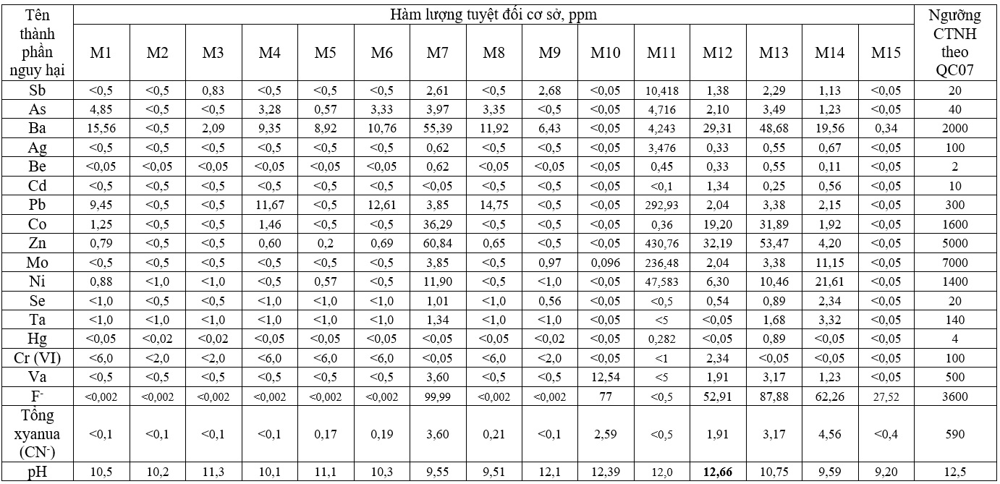 Tên thành phần nguy hại Hàm lượng tuyệt đối cơ sở, ppm Ngưỡng CTNH theo QC07
M1 M2 M3 M4 M5 M6 M7 M8 M9 M10 M11 M12 M13 M14 M15
Sb <0,5 <0,5 0,83 <0,5 <0,5 <0,5 2,61 <0,5 2,68 <0,05 10,418 1,38 2,29 1,13 <0,05 20
As 4,85 <0,5 <0,5 3,28 0,57 3,33 3,97 3,35 <0,5 <0,05 4,716 2,10 3,49 1,23 <0,05 40
Ba 15,56 <0,5 2,09 9,35 8,92 10,76 55,39 11,92 6,43 <0,05 4,243 29,31 48,68 19,56 0,34 2000
Ag <0,5 <0,5 <0,5 <0,5 <0,5 <0,5 0,62 <0,5 <0,5 <0,05 3,476 0,33 0,55 0,67 <0,05 100
Be <0,05 <0,05 <0,05 <0,05 <0,05 <0,05 0,62 <0,05 <0,05 <0,05 0,45 0,33 0,55 0,11 <0,05 2
Cd <0,5 <0,5 <0,5 <0,5 <0,5 <0,5 <0,05 <0,5 <0,5 <0,05 <0,1 1,34 0,25 0,56 <0,05 10
Pb 9,45 <0,5 <0,5 11,67 <0,5 12,61 3,85 14,75 <0,5 <0,05 292,93 2,04 3,38 2,15 <0,05 300
Co 1,25 <0,5 <0,5 1,46 <0,5 <0,5 36,29 <0,5 <0,5 <0,05 0,36 19,20 31,89 1,92 <0,05 1600
Zn 0,79 <0,5 <0,5 0,60 0,2 0,69 60,84 0,65 <0,5 <0,05 430,76 32,19 53,47 4,20 <0,05 5000
Mo <0,5 <0,5 <0,5 <0,5 <0,5 <0,5 3,85 <0,5 0,97 0,096 236,48 2,04 3,38 11,15 <0,05 7000
Ni 0,88 <1,0 <1,0 <0,5 0,57 <0,5 11,90 <0,5 <1,0 <0,05 47,583 6,30 10,46 21,61 <0,05 1400
Se <1,0 <0,5 <0,5 <1,0 <1,0 <1,0 1,01 <1,0 0,56 <0,05 <0,5 0,54 0,89 2,34 <0,05 20
Ta <1,0 <1,0 <1,0 <1,0 <1,0 <1,0 1,34 <1,0 <1,0 <0,05 <5 <0,05 1,68 3,32 <0,05 140
Hg <0,05 <0,02 <0,02 <0,05 <0,05 <0,05 <0,05 <0,05 <0,02 <0,05 0,282 <0,05 0,89 <0,05 <0,05 4
Cr (VI) <6,0 <2,0 <2,0 <6,0 <6,0 <6,0 <0,05 <6,0 <2,0 <0,05 <1 2,34 <0,05 <0,05 <0,05 100
Va <0,5 <0,5 <0,5 <0,5 <0,5 <0,5 3,60 <0,5 <0,5 12,54 <5 1,91 3,17 1,23 <0,05 500
F- <0,002 <0,002 <0,002 <0,002 <0,002 <0,002 99,99 <0,002 <0,002 77 <0,5 52,91 87,88 62,26 27,52 3600
Tổng xyanua (CN-) <0,1 <0,1 <0,1 <0,1 0,17 0,19 3,60 0,21 <0,1 2,59 <0,5 1,91 3,17 4,56 <0,4 590
pH 10,5 10,2 11,3 10,1 11,1 10,3 9,55 9,51 12,1 12,39 12,0 12,66 10,75 9,59 9,20 12,5